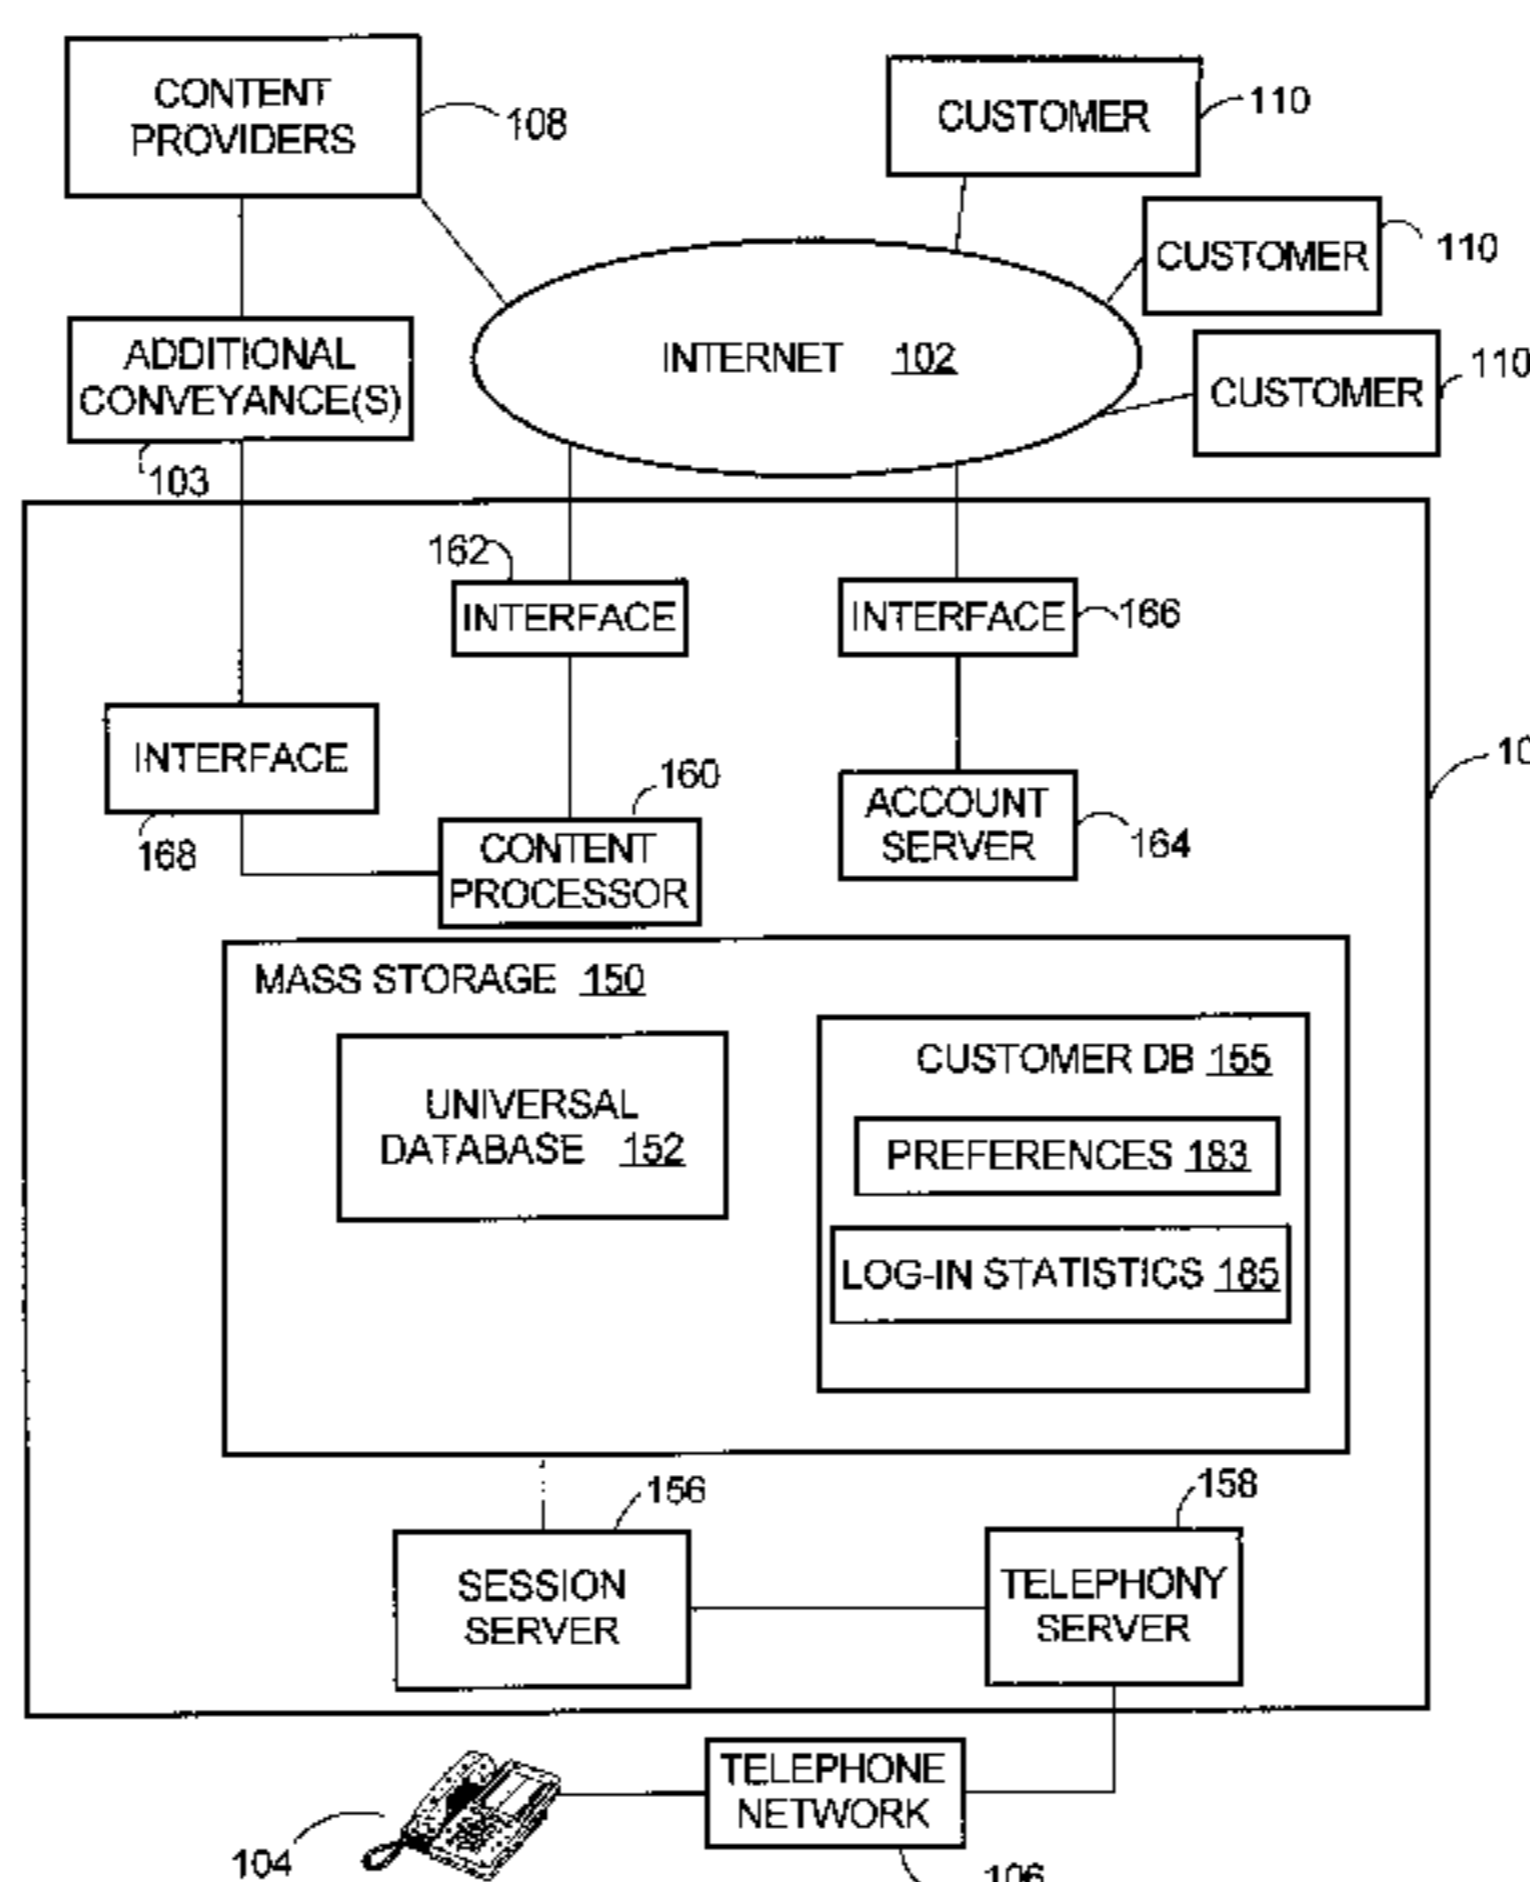 CONTENT
PROVIDERS
108
CUSTOMER
110
CUSTOMER
110
ADDITIONAL
CONVEYANCE(S)
103
INTERNET 102
CUSTOMER
110
162
INTERFACE
INTERFACE
166
INTERFACE
168
160
CONTENT
PROCESSOR
ACCOUNT
SERVER
164
10
MASS STORAGE 150
UNIVERSAL
DATABASE 152
CUSTOMER DB 155
PREFERENCES 183
LOG-IN STATISTICS 185
156
SESSION
SERVER
158
TELEPHONY
SERVER
104
TELEPHONE
NETWORK
106